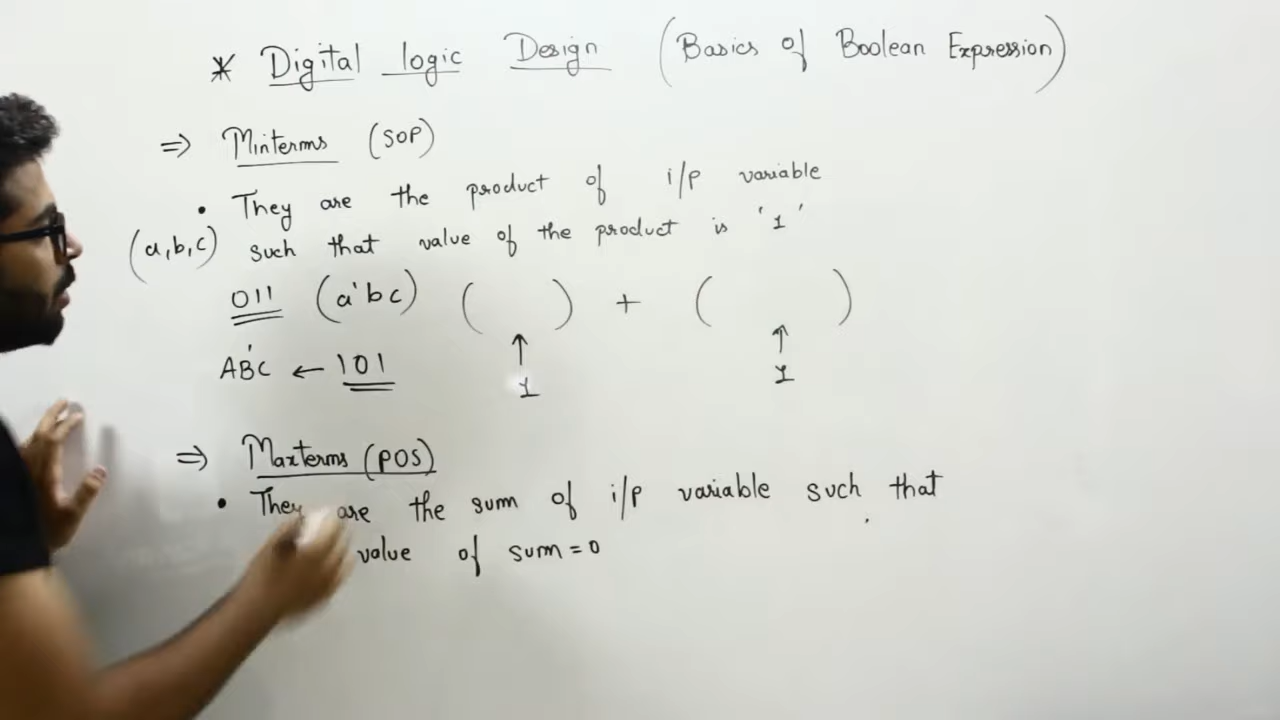 * Digital logic Design (Basics of Boolean Expression)
⇒ Minterms (SOP)
• They are the product of i/p variable
(a,b,c) such that value of the product is '1'
011 (a'bc) ( ) + ( )
↑ ↑
AB'C ← 101 1 1
⇒ Maxterms (POS)
• They are the sum of i/p variable such that
value of sum = 0